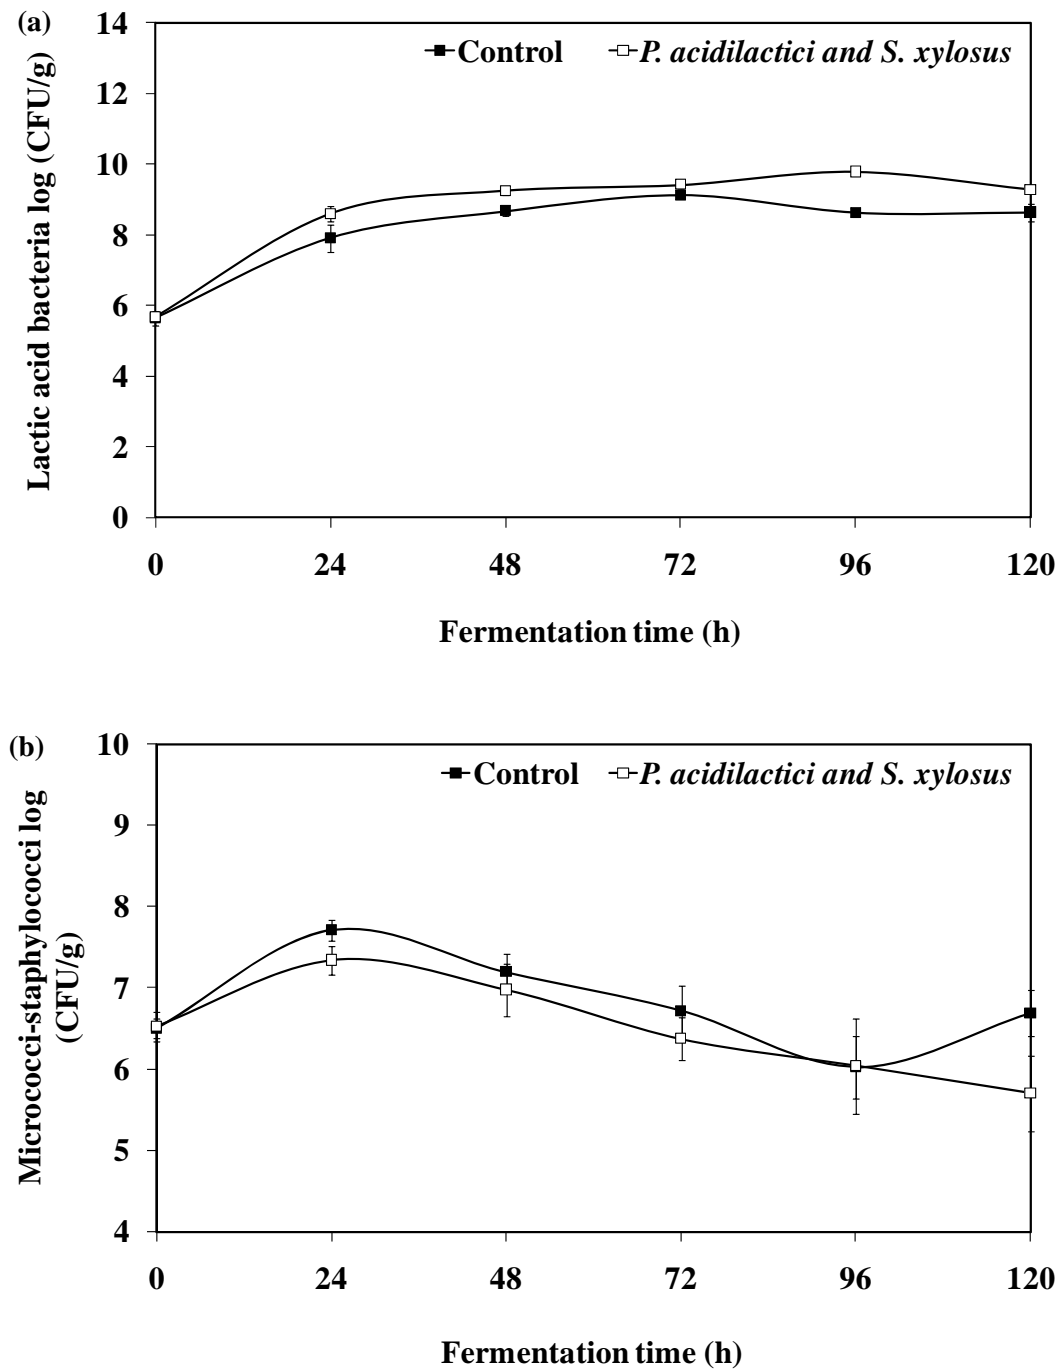 (a)
Lactic acid bacteria log (CFU/g)
14
12
10
8
6
4
2
0
Control
P. acidilactici and S. xylosus
0 24 48 72 96 120
Fermentation time (h)
(b)
Micrococci-staphylococci log
(CFU/g)
10
9
8
7
6
5
4
Control
P. acidilactici and S. xylosus
0 24 48 72 96 120
Fermentation time (h)